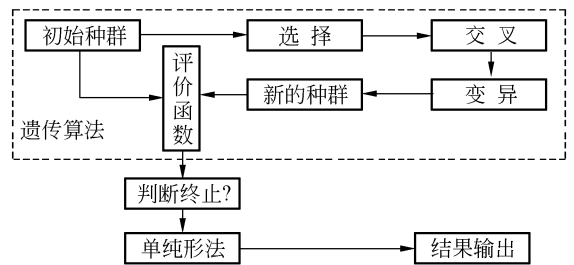 初始种群
选择
交叉
评价函数
新的种群
变异
遗传算法
判断终止?
单纯形法
结果输出